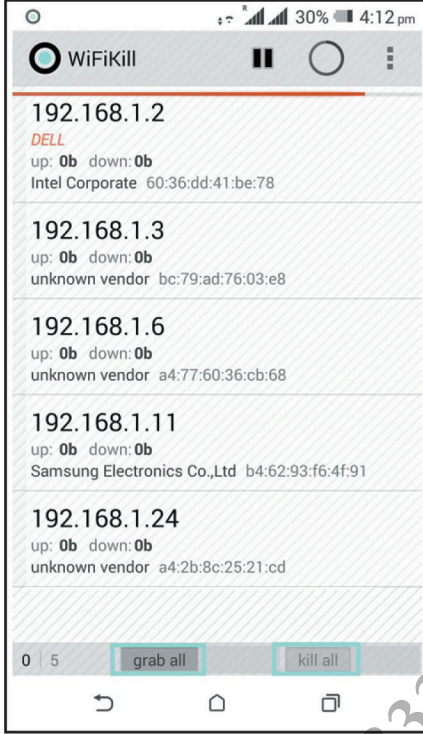 R 30% 4:12 pm
WiFiKill
192.168.1.2
DELL
up: 0b down: 0b
Intel Corporate 60:36:dd:41:be:78
192.168.1.3
up: 0b down: 0b
unknown vendor bc:79:ad:76:03:e8
192.168.1.6
up: 0b down: 0b
unknown vendor a4:77:60:36:cb:68
192.168.1.11
up: 0b down: 0b
Samsung Electronics Co.,Ltd b4:62:93:f6:4f:91
192.168.1.24
up: 0b down: 0b
unknown vendor a4:2b:8c:25:21:cd
0 | 5 grab all kill all